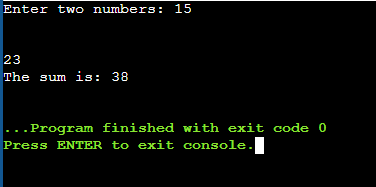 Enter two numbers: 15
23
The sum is: 38
...Program finished with exit code 0
Press ENTER to exit console.